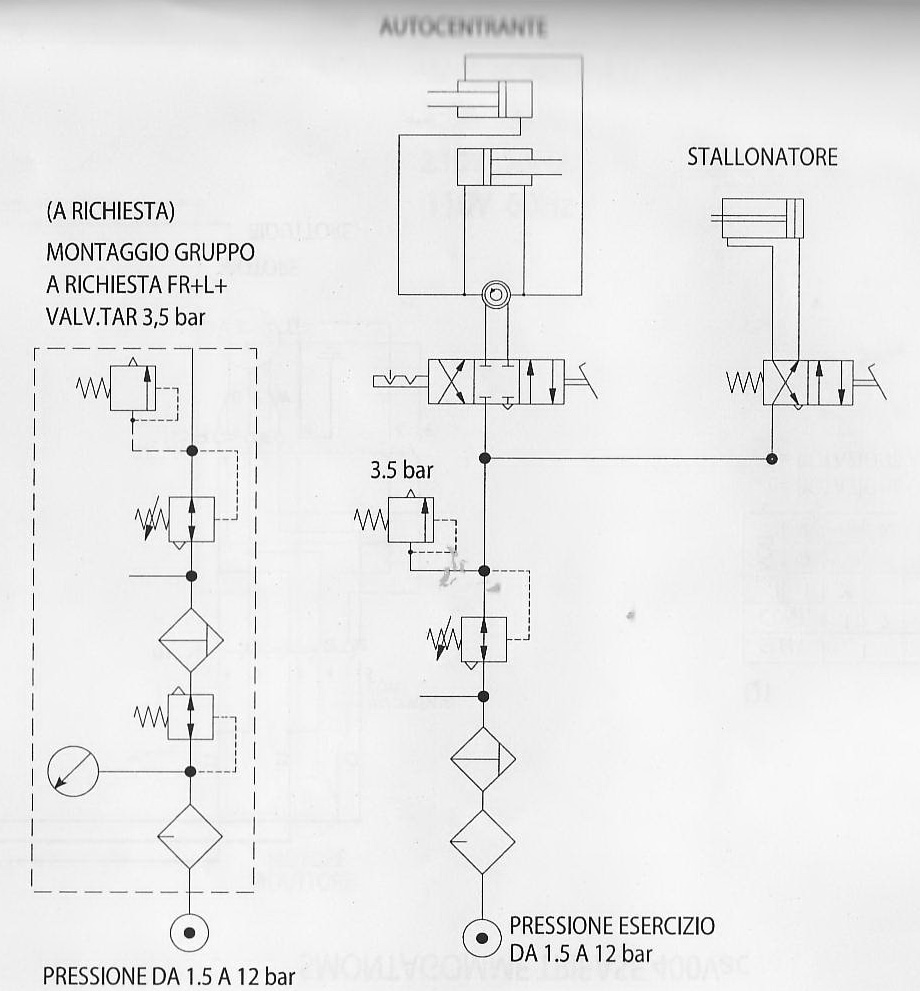 AUTOCENTRANTE
STALLONATORE
(A RICHIESTA)
MONTAGGIO GRUPPO
A RICHIESTA FR+L+
VALV.TAR 3,5 bar
3.5 bar
PRESSIONE ESERCIZIO
DA 1.5 A 12 bar
PRESSIONE DA 1.5 A 12 bar